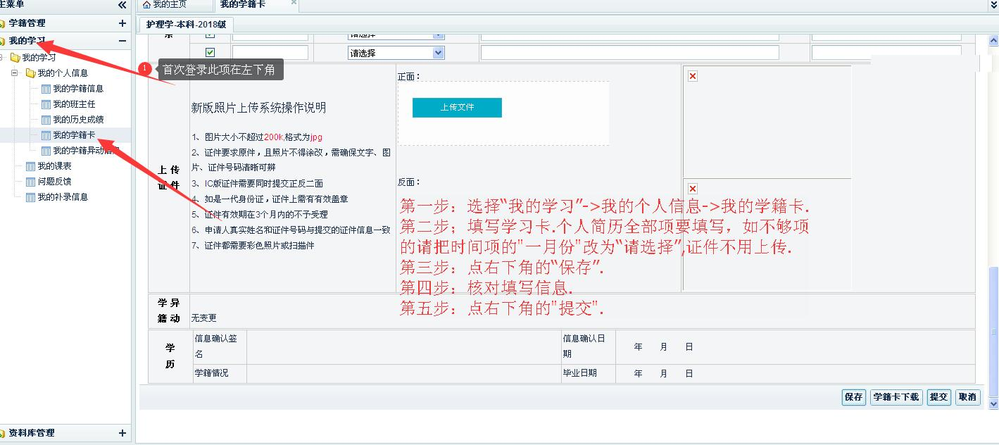 主菜单
我的主页
我的学籍卡
学籍管理
护理学-本科-2018级
我的学习
请选择
我的学习
请选择
1
首次登录此项在左下角
我的个人信息
正面：
我的学籍信息
我的班主任
新版照片上传系统操作说明
上传文件
我的历史成绩
我的学籍卡
1、图片大小不超过200k,格式为jpg
我的学籍异动信息
2、证件要求原件，且照片不得涂改，需确保文字、图
片、证件号码清晰可辨
我的课表
上 传
证 件
问题反馈
3、IC版证件需要同时提交正反二面
反面：
我的补录信息
4、如是一代身份证，证件上需有有效盖章
5、证件有效期在3个月内的不予受理
6、申请人真实姓名和证件号码与提交的证件信息一致
7、证件都需要彩色照片或扫描件
第一步：选择“我的学习”->我的个人信息->我的学籍卡.
第二步；填写学习卡.个人简历全部项要填写，如不够项
的请把时间项的"一月份"改为“请选择”,证件不用上传.
第三步：点右下角的“保存”.
第四步：核对填写信息.
第五步：点右下角的"提交".
学 异
籍 动
无变更
学
历
信息确认签
名
信息确认日
期
年 月 日
学籍情况
毕业日期
年 月 日
保存
学籍卡下载
提交
取消
资料库管理